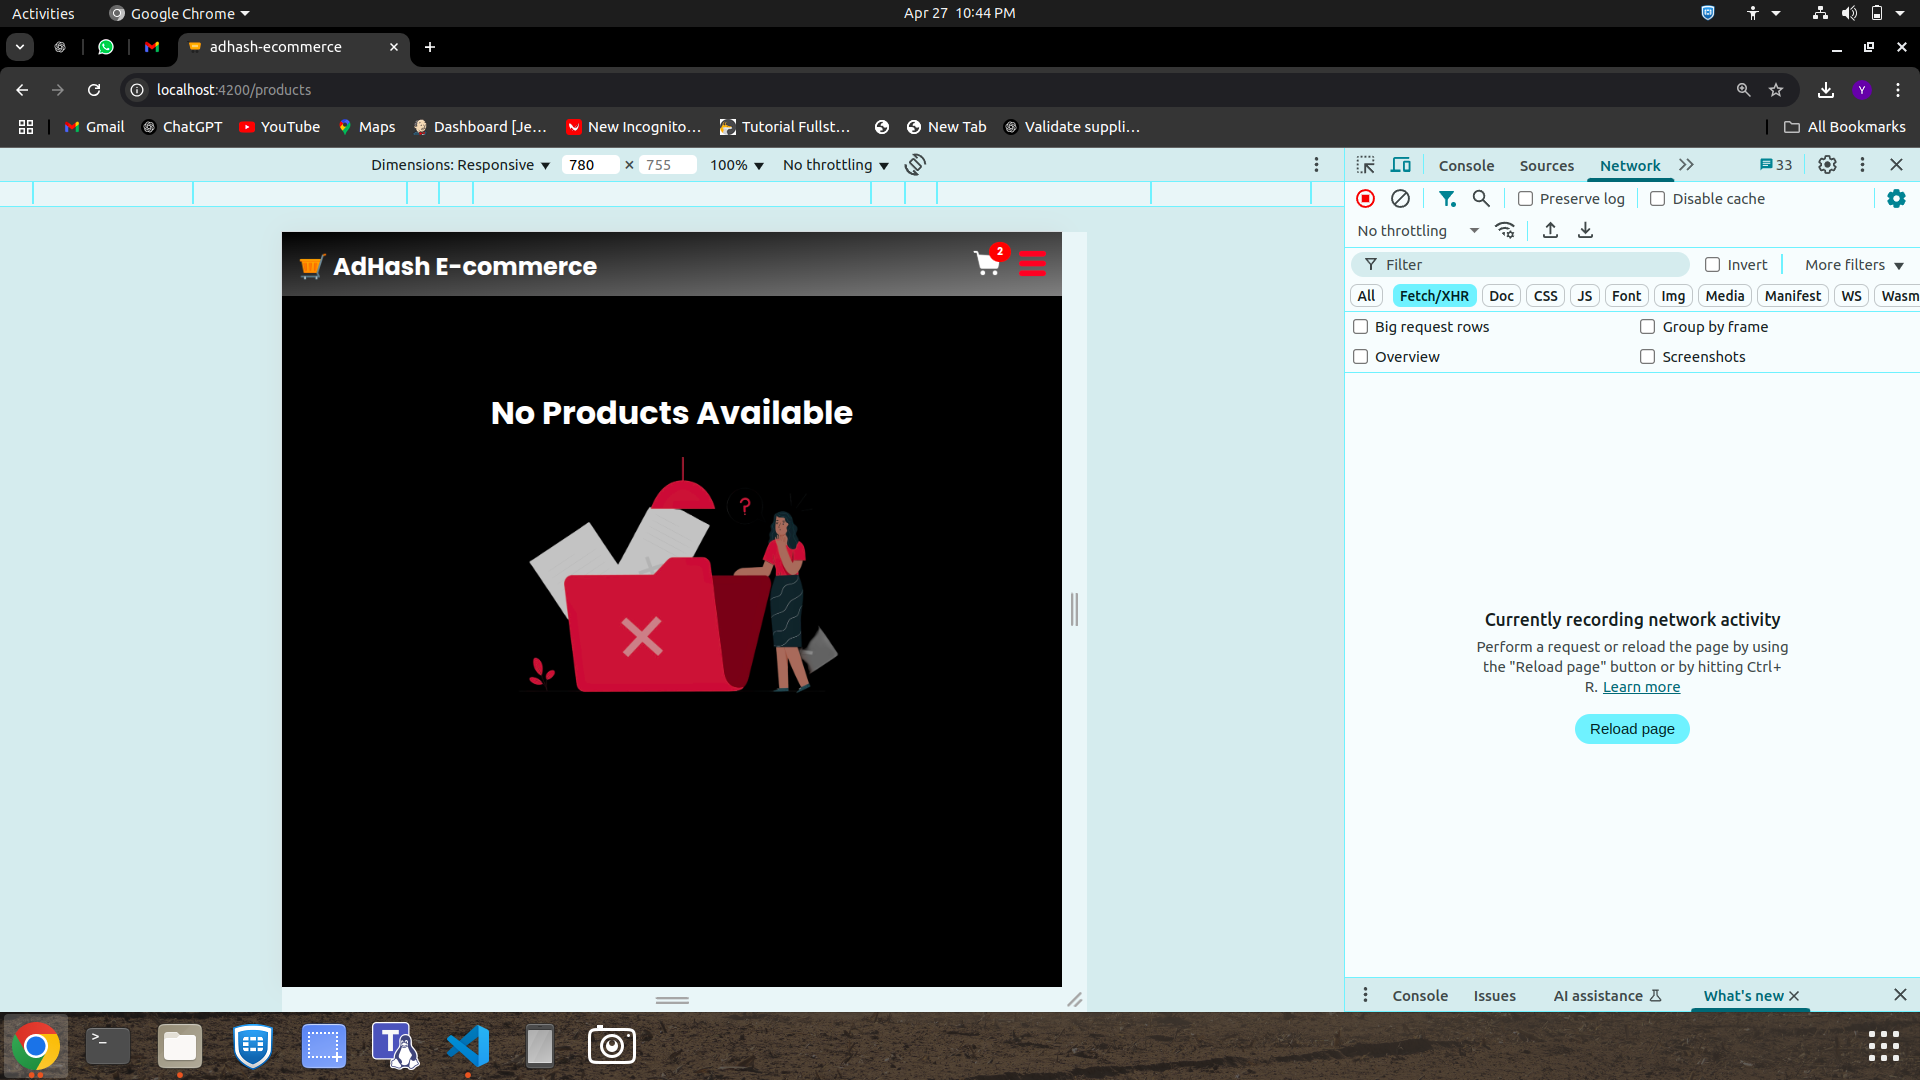 Activities
Google Chrome
Apr 27 10:44 PM
adhash-ecommerce
localhost:4200/products
Y
Gmail
ChatGPT
YouTube
Maps
Dashboard [Je...
New Incognito...
Tutorial Fullst...
New Tab
Validate suppli...
All Bookmarks
Dimensions: Responsive
780
×
755
100%
No throttling
Console
Sources
Network
33
Preserve log
Disable cache
No throttling
Filter
Invert
More filters
All
Fetch/XHR
Doc
CSS
JS
Font
Img
Media
Manifest
WS
Wasm
Big request rows
Group by frame
Overview
Screenshots
AdHash E-commerce
2
No Products Available
?
Currently recording network activity
Perform a request or reload the page by using
the "Reload page" button or by hitting Ctrl+
R. Learn more
Reload page
Console
Issues
AI assistance
What's new
>_
T